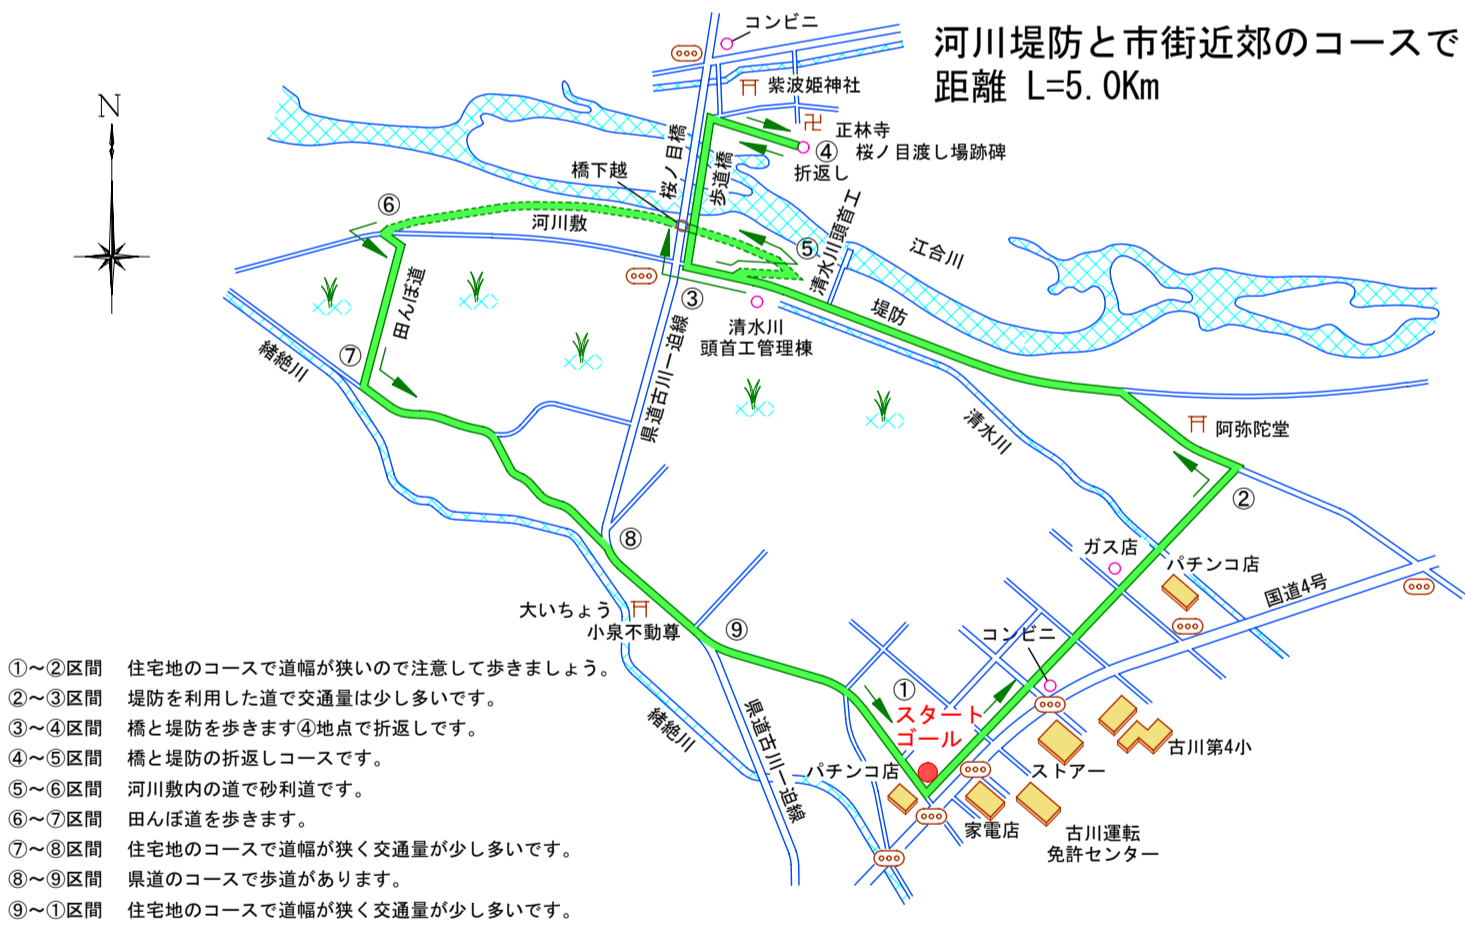 河川堤防と市街近郊のコースで
距離 L=5.0Km
N
コンビニ
紫波姫神社
正林寺
④ 桜ノ目渡し場跡碑
折返し
桜ノ目橋
歩道橋
橋下越
⑥
河川敷
⑤
清水川頭首工
江合川
田んぼ道
③
堤防
清水川
頭首工管理棟
緒絶川
⑦
県道古川一迫線
清水川
阿弥陀堂
②
⑧
ガス店
パチンコ店
国道4号
大いちょう
小泉不動尊
⑨
コンビニ
①
スタート
ゴール
緒絶川
県道古川一迫線
パチンコ店
ストアー
古川第4小
家電店
古川運転
免許センター
①～②区間 住宅地のコースで道幅が狭いので注意して歩きましょう。
②～③区間 堤防を利用した道で交通量は少し多いです。
③～④区間 橋と堤防を歩きます④地点で折返しです。
④～⑤区間 橋と堤防の折返しコースです。
⑤～⑥区間 河川敷内の道で砂利道です。
⑥～⑦区間 田んぼ道を歩きます。
⑦～⑧区間 住宅地のコースで道幅が狭く交通量が少し多いです。
⑧～⑨区間 県道のコースで歩道があります。
⑨～①区間 住宅地のコースで道幅が狭く交通量が少し多いです。